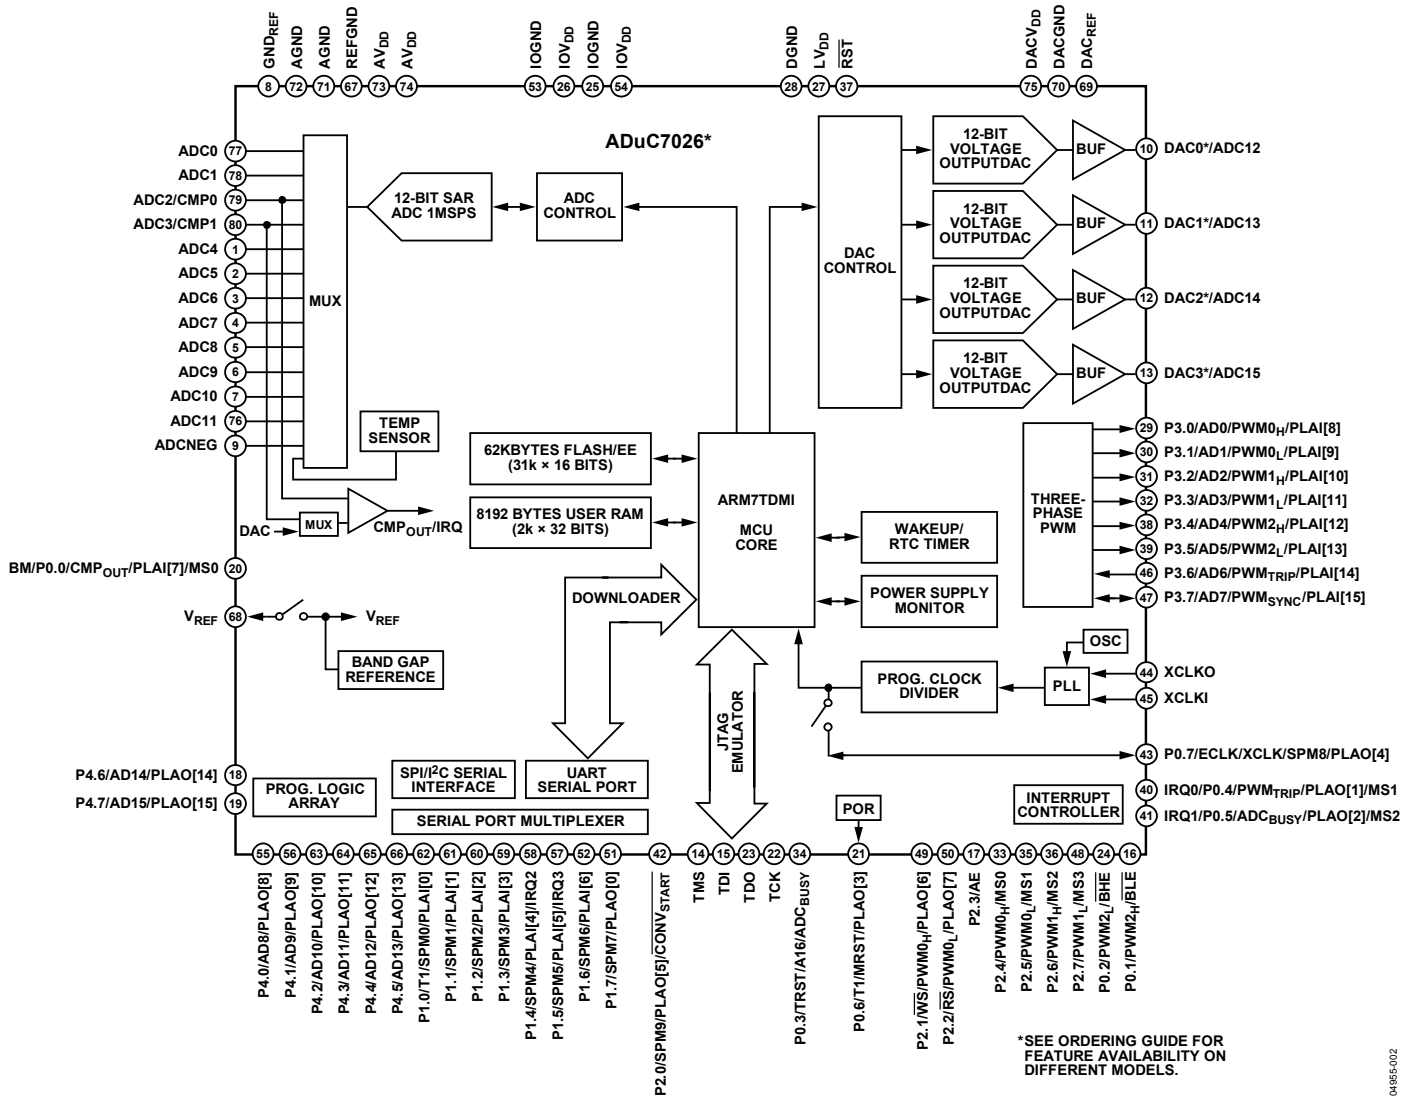 GNDREF
AGND
AGND
REFGND
AVDD
AVDD
IOGND
IOVDD
IOGND
IOVDD
DGND
LVDD
RST
DACVDD
DACGND
DACREF
8
72
71
67
73
74
53
26
25
54
28
27
37
75
70
69
ADuC7026*
ADC0
77
ADC1
78
ADC2/CMP0
79
ADC3/CMP1
80
ADC4
1
ADC5
2
ADC6
3
ADC7
4
ADC8
5
ADC9
6
ADC10
7
ADC11
76
ADCNEG
9
MUX
12-BIT SAR
ADC 1MSPS
ADC
CONTROL
TEMP
SENSOR
DAC
MUX
CMPOUT/IRQ
DAC
CONTROL
12-BIT
VOLTAGE
OUTPUTDAC
BUF
10
DAC0*/ADC12
12-BIT
VOLTAGE
OUTPUTDAC
BUF
11
DAC1*/ADC13
12-BIT
VOLTAGE
OUTPUTDAC
BUF
12
DAC2*/ADC14
12-BIT
VOLTAGE
OUTPUTDAC
BUF
13
DAC3*/ADC15
62KBYTES FLASH/EE
(31k × 16 BITS)
8192 BYTES USER RAM
(2k × 32 BITS)
ARM7TDMI
MCU
CORE
WAKEUP/
RTC TIMER
POWER SUPPLY
MONITOR
THREE-
PHASE
PWM
29
P3.0/AD0/PWM0H/PLAI[8]
30
P3.1/AD1/PWM0L/PLAI[9]
31
P3.2/AD2/PWM1H/PLAI[10]
32
P3.3/AD3/PWM1L/PLAI[11]
38
P3.4/AD4/PWM2H/PLAI[12]
39
P3.5/AD5/PWM2L/PLAI[13]
46
P3.6/AD6/PWMTRIP/PLAI[14]
47
P3.7/AD7/PWMSYNC/PLAI[15]
BM/P0.0/CMPOUT/PLAI[7]/MS0
20
VREF
68
VREF
BAND GAP
REFERENCE
DOWNLOADER
JTAG
EMULATOR
PROG. CLOCK
DIVIDER
OSC
PLL
44
XCLKO
45
XCLKI
43
P0.7/ECLK/XCLK/SPM8/PLAO[4]
40
IRQ0/P0.4/PWMTRIP/PLAO[1]/MS1
41
IRQ1/P0.5/ADCBUSY/PLAO[2]/MS2
P4.6/AD14/PLAO[14]
18
P4.7/AD15/PLAO[15]
19
PROG. LOGIC
ARRAY
SPI/I2C SERIAL
INTERFACE
UART
SERIAL PORT
SERIAL PORT MULTIPLEXER
POR
INTERRUPT
CONTROLLER
55
56
63
64
65
66
62
61
60
59
58
57
52
51
42
14
15
23
22
34
21
49
50
17
33
35
36
48
24
16
P4.0/AD8/PLAO[8]
P4.1/AD9/PLAO[9]
P4.2/AD10/PLAO[10]
P4.3/AD11/PLAO[11]
P4.4/AD12/PLAO[12]
P4.5/AD13/PLAO[13]
P1.0/T1/SPM0/PLAI[0]
P1.1/SPM1/PLAI[1]
P1.2/SPM2/PLAI[2]
P1.3/SPM3/PLAI[3]
P1.4/SPM4/PLAI[4]/IRQ2
P1.5/SPM5/PLAI[5]/IRQ3
P1.6/SPM6/PLAI[6]
P1.7/SPM7/PLAO[0]
P2.0/SPM9/PLAO[5]/CONVSTART
TMS
TDI
TDO
TCK
P0.3/TRST/A16/ADCBUSY
P0.6/T1/MRST/PLAO[3]
P2.1/WS/PWM0H/PLAO[6]
P2.2/RS/PWM0L/PLAO[7]
P2.3/AE
P2.4/PWM0H/MS0
P2.5/PWM0L/MS1
P2.6/PWM1H/MS2
P2.7/PWM1L/MS3
P0.2/PWM2L/BHE
P0.1/PWM2H/BLE
*SEE ORDERING GUIDE FOR
FEATURE AVAILABILITY ON
DIFFERENT MODELS.
04955-002